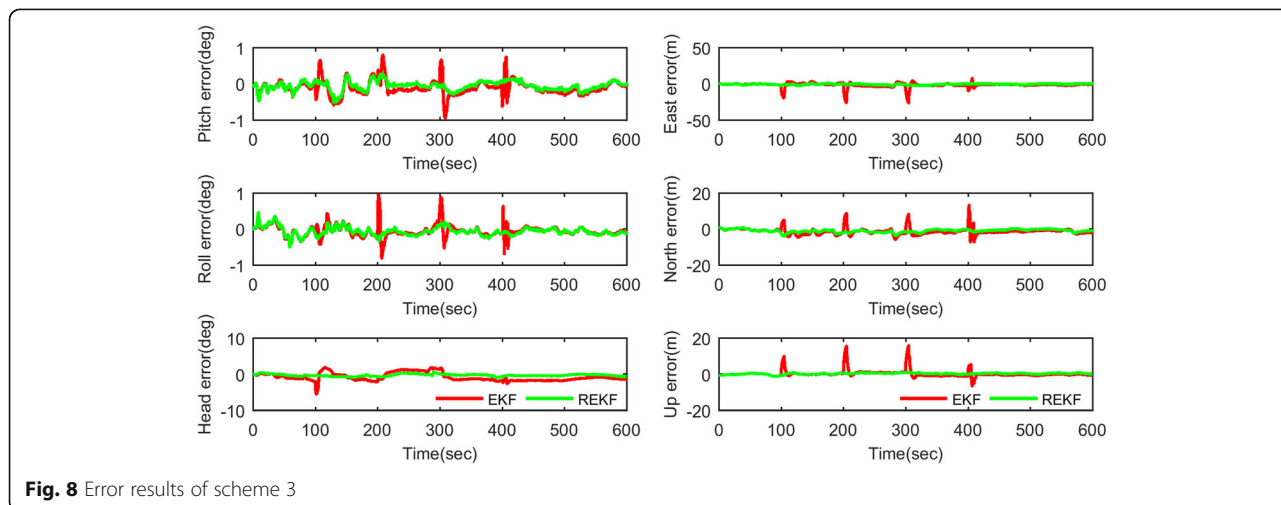 Pitch error(deg)
1
0
-1
0 100 200 300 400 500 600
Time(sec)
East error(m)
50
0
-50
0 100 200 300 400 500 600
Time(sec)
Roll error(deg)
1
0
-1
0 100 200 300 400 500 600
Time(sec)
North error(m)
20
0
-20
0 100 200 300 400 500 600
Time(sec)
Head error(deg)
10
0
-10
EKF REKF
0 100 200 300 400 500 600
Time(sec)
Up error(m)
20
0
-20
EKF REKF
0 100 200 300 400 500 600
Time(sec)
Fig. 8 Error results of scheme 3